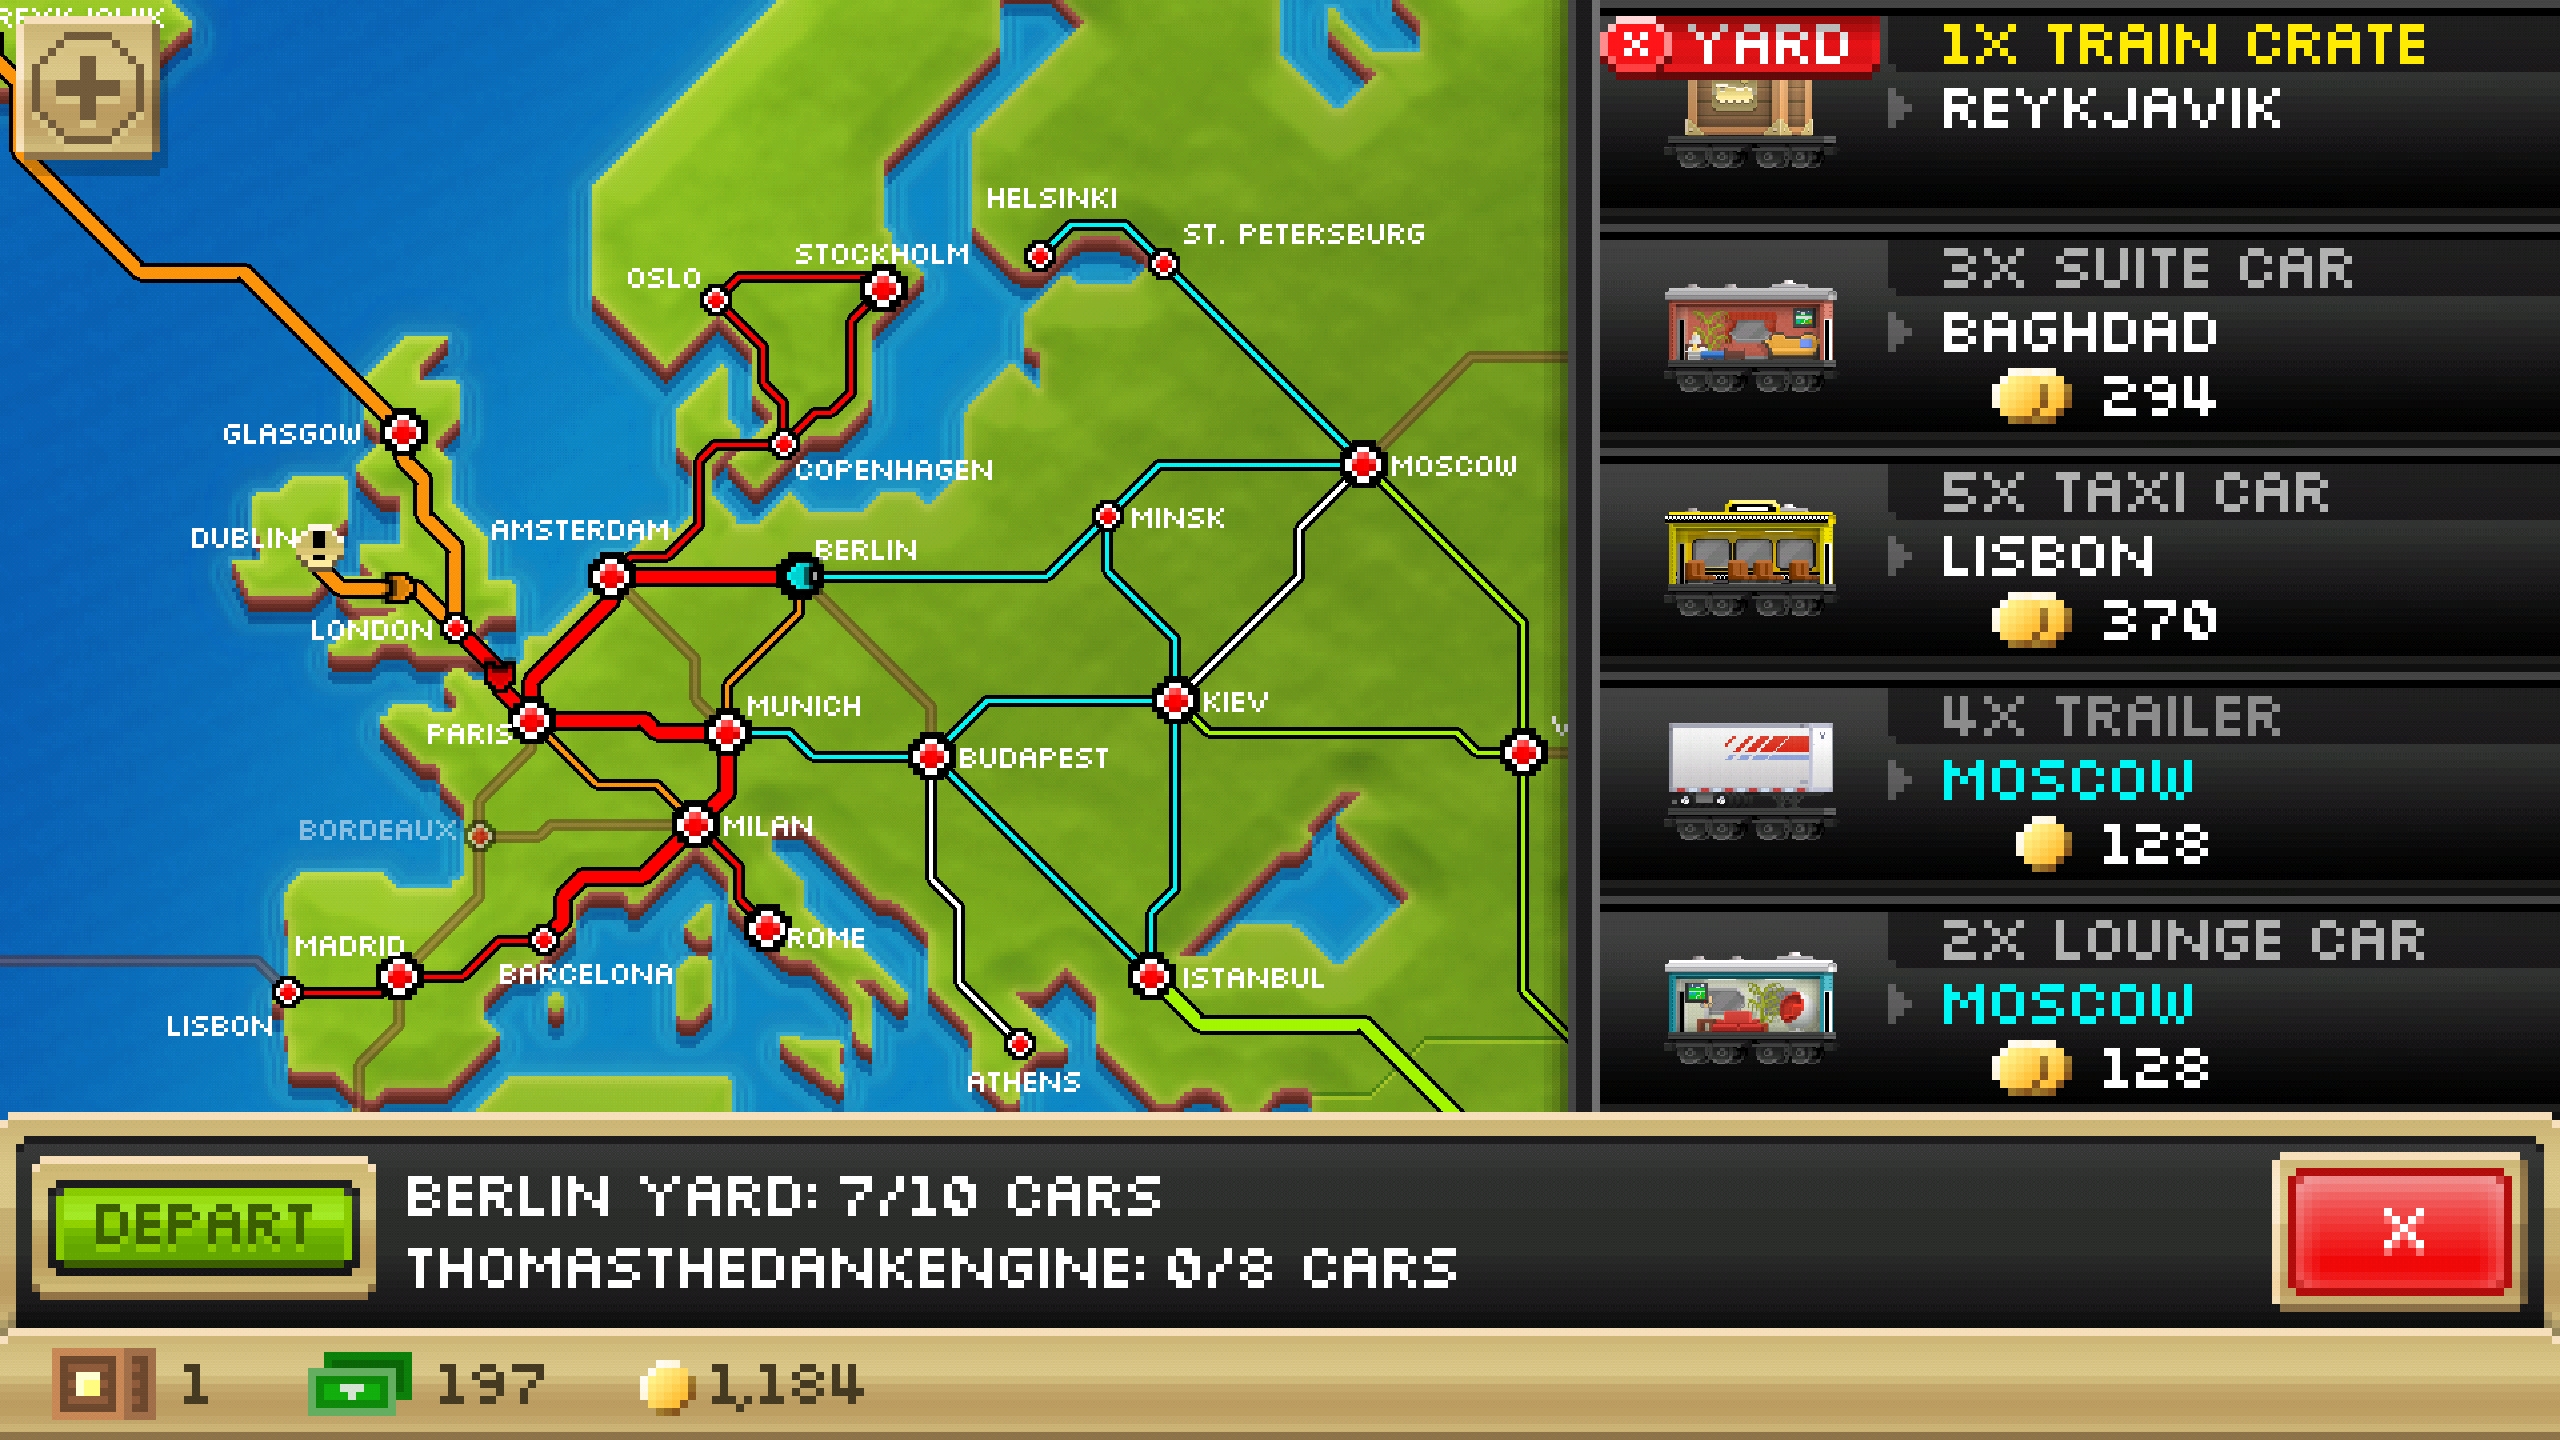 REYKJAVIK
HELSINKI
ST. PETERSBURG
STOCKHOLM
OSLO
GLASGOW
COPENHAGEN
MOSCOW
MINSK
DUBLIN
AMSTERDAM
BERLIN
LONDON
KIEV
MUNICH
PARIS
BUDAPEST
BORDEAUX
MILAN
MADRID
ROME
BARCELONA
ISTANBUL
LISBON
ATHENS
YARD
1X TRAIN CRATE
REYKJAVIK
3X SUITE CAR
BAGHDAD
294
5X TAXI CAR
LISBON
370
4X TRAILER
MOSCOW
128
2X LOUNGE CAR
MOSCOW
128
DEPART
BERLIN YARD: 7/10 CARS
THOMASTHEDANKENGINE: 0/8 CARS
X
1
197
1,184